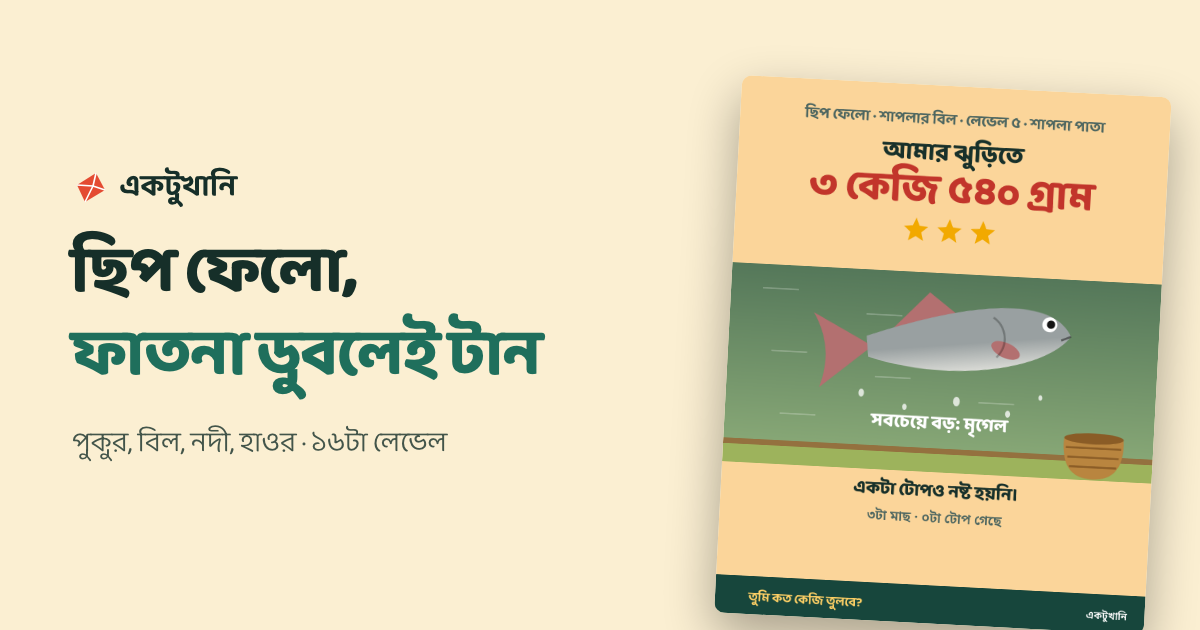 একটুখানি
ছিপ ফেলো,
ফাতনা ডুবলেই টান
পুকুর, বিল, নদী, হাওর · ১৬টা লেভেল
ছিপ ফেলো · শাপলার বিল · লেভেল ৫ · শাপলা পাতা
আমার ঝুড়িতে
৩ কেজি ৫৪০ গ্রাম
সবচেয়ে বড়: মৃগেল
একটা টোপও নষ্ট হয়নি।
৩টা মাছ · ০টা টোপ গেছে
তুমি কত কেজি তুলবে?
একটুখানি